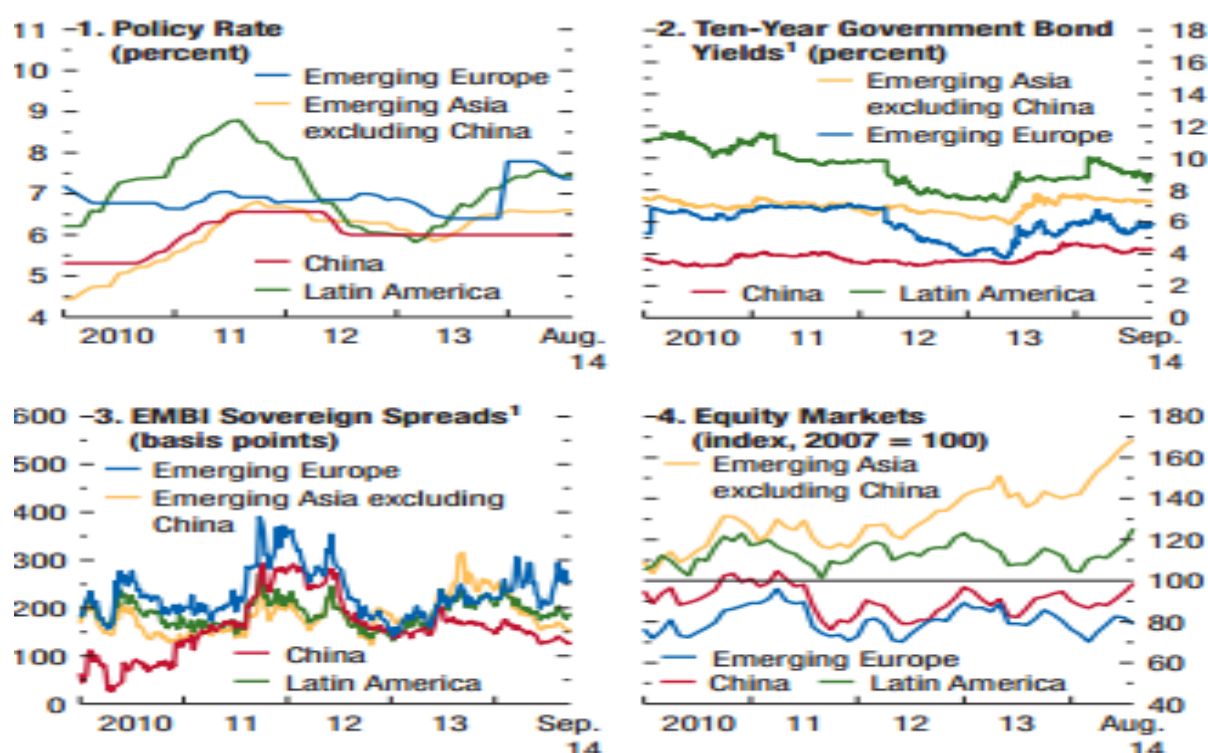 1. Policy Rate
(percent)
11
10
9
8
7
6
5
4
Emerging Europe
Emerging Asia
excluding China
China
Latin America
2010
11
12
13
Aug.
14
2. Ten-Year Government Bond
Yields¹ (percent)
18
16
14
12
10
8
6
4
2
0
Emerging Asia
excluding China
Emerging Europe
China
Latin America
2010
11
12
13
Sep.
14
3. EMBI Sovereign Spreads¹
(basis points)
600
500
400
300
200
100
0
Emerging Europe
Emerging Asia excluding
China
China
Latin America
2010
11
12
13
Sep.
14
4. Equity Markets
(index, 2007 = 100)
180
160
140
120
100
80
60
40
Emerging Asia
excluding China
Emerging Europe
China
Latin America
2010
11
12
13
Aug.
14